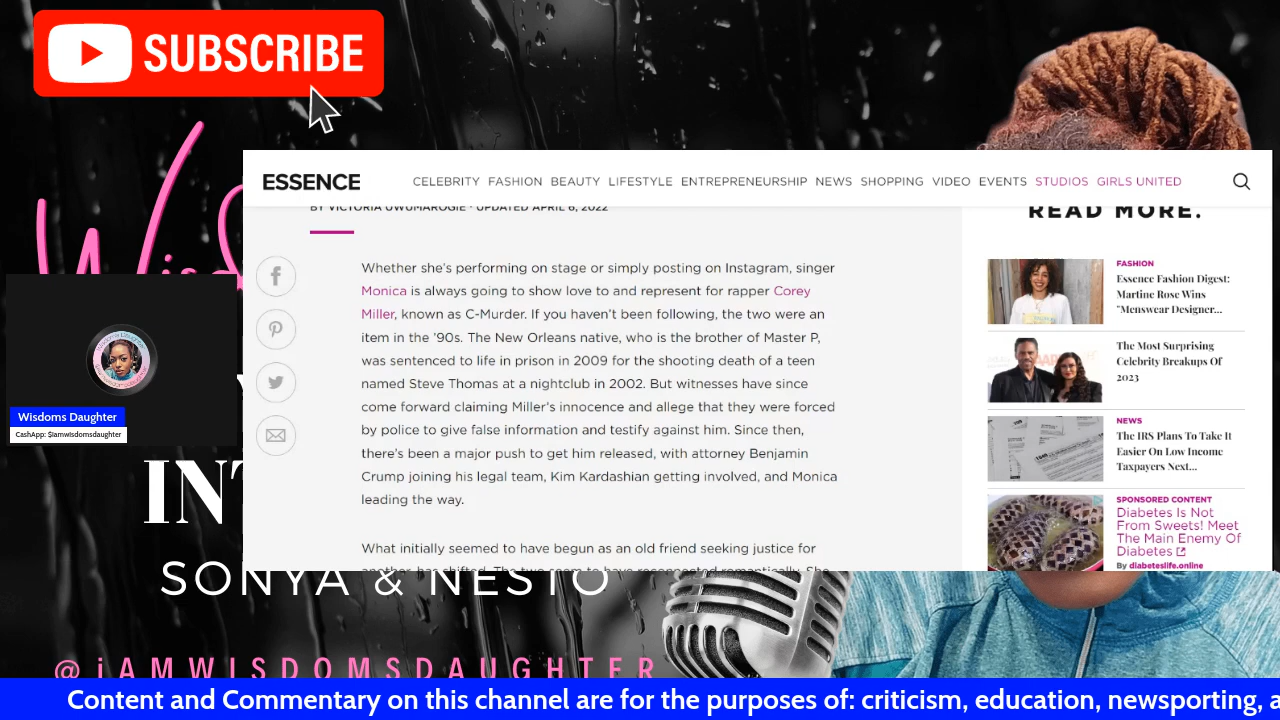 SUBSCRIBE
ESSENCE
CELEBRITY FASHION BEAUTY LIFESTYLE ENTREPRENEURSHIP NEWS SHOPPING VIDEO EVENTS STUDIOS GIRLS UNITED
BY VICTORIA UWUMAROGIE · UPDATED APRIL 6, 2022
Whether she's performing on stage or simply posting on Instagram, singer
Monica is always going to show love to and represent for rapper Corey
Miller, known as C-Murder. If you haven't been following, the two were an
item in the '90s. The New Orleans native, who is the brother of Master P,
was sentenced to life in prison in 2009 for the shooting death of a teen
named Steve Thomas at a nightclub in 2002. But witnesses have since
come forward claiming Miller's innocence and allege that they were forced
by police to give false information and testify against him. Since then,
there's been a major push to get him released, with attorney Benjamin
Crump joining his legal team, Kim Kardashian getting involved, and Monica
leading the way.
What initially seemed to have begun as an old friend seeking justice for
another, has shifted. The two seem to have reconnected romantically. She
READ MORE.
FASHION
Essence Fashion Digest:
Martine Rose Wins
"Menswear Designer...
The Most Surprising
Celebrity Breakups Of
2023
NEWS
The IRS Plans To Take It
Easier On Low Income
Taxpayers Next...
SPONSORED CONTENT
Diabetes Is Not
From Sweets! Meet
The Main Enemy Of
Diabetes
By diabeteslife.online
Wisdoms Daughter
CashApp: $iamwisdomsdaughter
SONYA & NESTO
@iAMWISDOMSDAUGHTER
Content and Commentary on this channel are for the purposes of: criticism, education, newsporting, a